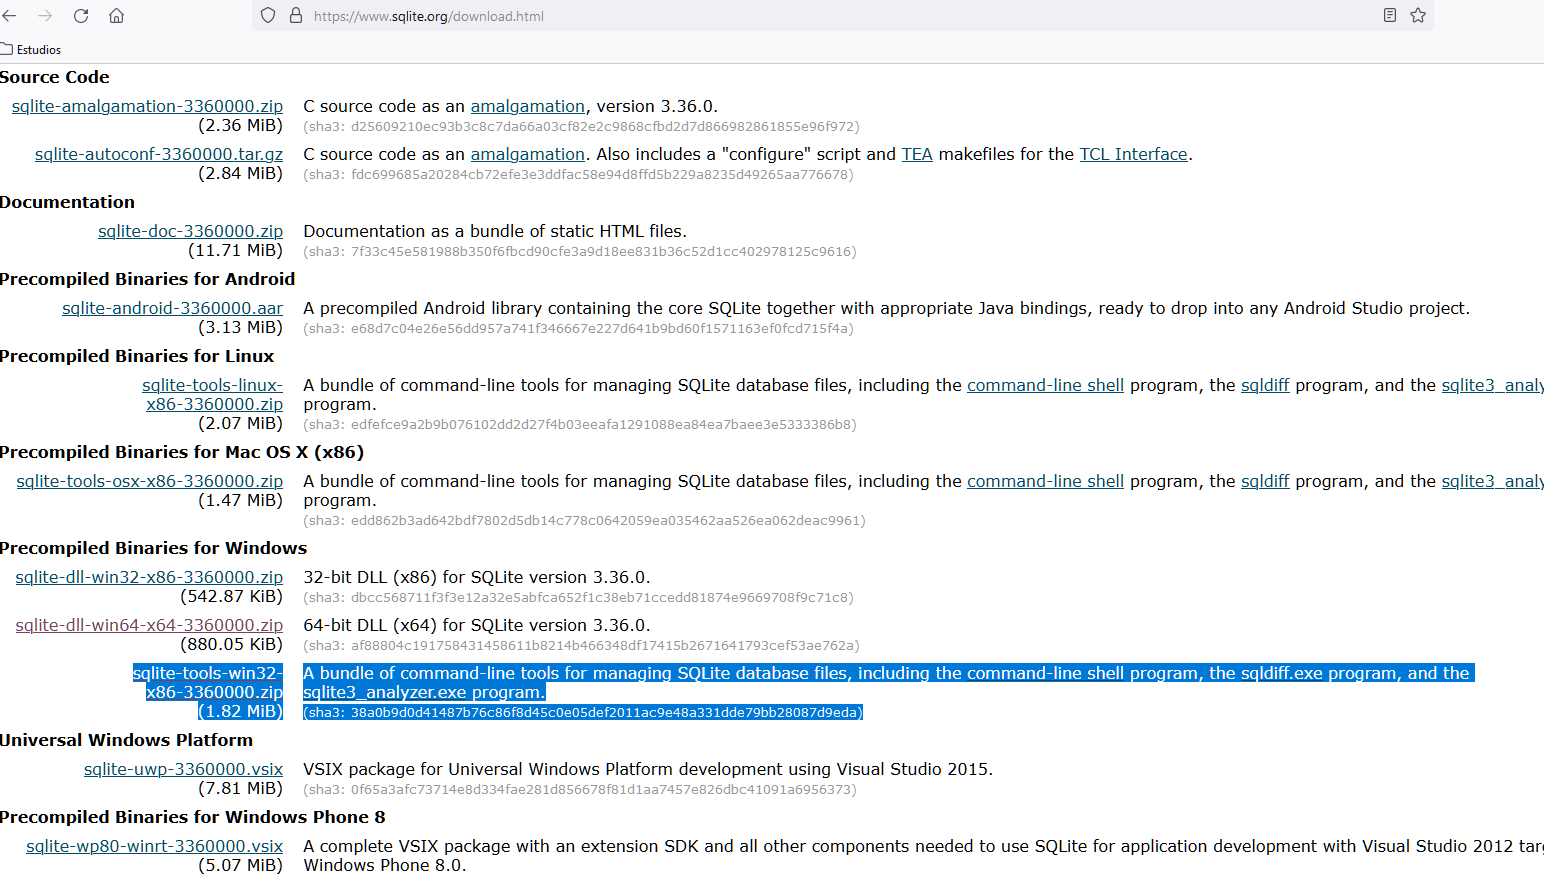 https://www.sqlite.org/download.html
Estudios
Source Code
sqlite-amalgamation-3360000.zip C source code as an amalgamation, version 3.36.0.
(2.36 MiB) (sha3: d25609210ec93b3c8c7da66a03cf82e2c9868cfbd2d7d866982861855e96f972)
sqlite-autoconf-3360000.tar.gz C source code as an amalgamation. Also includes a "configure" script and TEA makefiles for the TCL Interface.
(2.84 MiB) (sha3: fdc699685a20284cb72efe3e3ddfac58e94d8ffd5b229a8235d49265aa776678)
Documentation
sqlite-doc-3360000.zip Documentation as a bundle of static HTML files.
(11.71 MiB) (sha3: 7f33c45e581988b350f6fbcd90cfe3a9d18ee831b36c52d1cc402978125c9616)
Precompiled Binaries for Android
sqlite-android-3360000.aar A precompiled Android library containing the core SQLite together with appropriate Java bindings, ready to drop into any Android Studio project.
(3.13 MiB) (sha3: e68d7c04e26e56dd957a741f346667e227d641b9bd60f1571163ef0fcd715f4a)
Precompiled Binaries for Linux
sqlite-tools-linux- A bundle of command-line tools for managing SQLite database files, including the command-line shell program, the sqldiff program, and the sqlite3_analy
x86-3360000.zip program.
(2.07 MiB) (sha3: edfefce9a2b9b076102dd2d27f4b03eeafa1291088ea84ea7baee3e5333386b8)
Precompiled Binaries for Mac OS X (x86)
sqlite-tools-osx-x86-3360000.zip A bundle of command-line tools for managing SQLite database files, including the command-line shell program, the sqldiff program, and the sqlite3_analy
(1.47 MiB) program.
(sha3: edd862b3ad642bdf7802d5db14c778c0642059ea035462aa526ea062deac9961)
Precompiled Binaries for Windows
sqlite-dll-win32-x86-3360000.zip 32-bit DLL (x86) for SQLite version 3.36.0.
(542.87 KiB) (sha3: dbcc568711f3f3e12a32e5abfca652f1c38eb71ccedd81874e9669708f9c71c8)
sqlite-dll-win64-x64-3360000.zip 64-bit DLL (x64) for SQLite version 3.36.0.
(880.05 KiB) (sha3: af88804c191758431458611b8214b466348df17415b2671641793cef53ae762a)
sqlite-tools-win32- A bundle of command-line tools for managing SQLite database files, including the command-line shell program, the sqldiff.exe program, and the
x86-3360000.zip sqlite3_analyzer.exe program.
(1.82 MiB) (sha3: 38a0b9d0d41487b76c86f8d45c0e05def2011ac9e48a331dde79bb28087d9eda)
Universal Windows Platform
sqlite-uwp-3360000.vsix VSIX package for Universal Windows Platform development using Visual Studio 2015.
(7.81 MiB) (sha3: 0f65a3afc73714e8d334fae281d856678f81d1aa7457e826dbc41091a6956373)
Precompiled Binaries for Windows Phone 8
sqlite-wp80-winrt-3360000.vsix A complete VSIX package with an extension SDK and all other components needed to use SQLite for application development with Visual Studio 2012 targ
(5.07 MiB) Windows Phone 8.0.